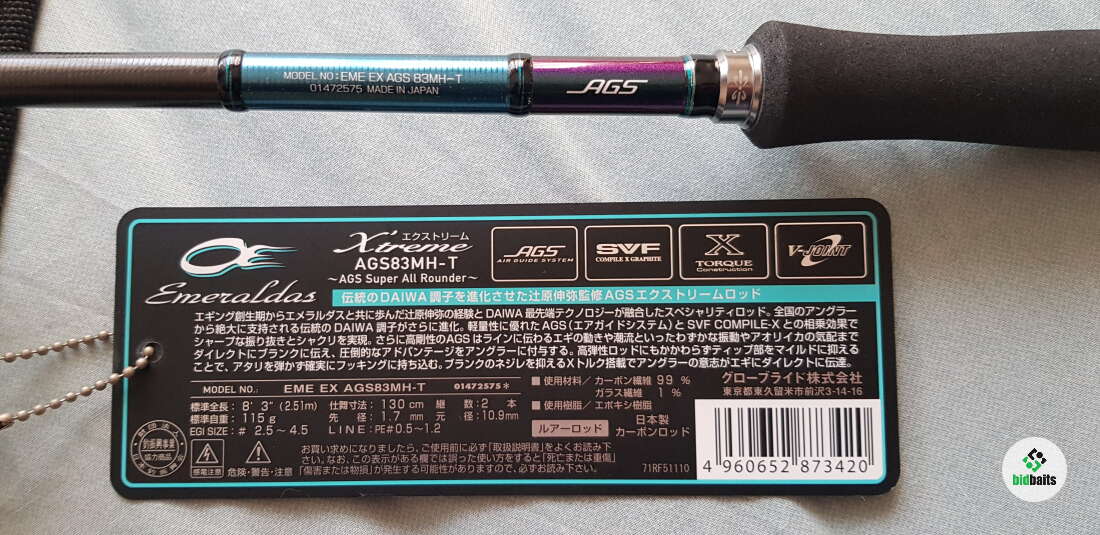 MODEL NO: EME EX AGS 83MH-T
01472575 MADE IN JAPAN
AGS
Emeraldas
エクストリーム
X'treme
AGS83MH-T
~AGS Super All Rounder~
AGS
AIR GUIDE SYSTEM
SVF
COMPILE X GRAPHITE
X
TORQUE
Construction
V-JOINT
伝統のDAIWA調子を進化させた辻原伸弥監修AGSエクストリームロッド
エギング創生期からエメラルダスと共に歩んだ辻原伸弥の経験とDAIWA最先端テクノロジーが融合したスペシャリティロッド。全国のアングラー
から絶大に支持される伝統のDAIWA調子がさらに進化。軽量性に優れたAGS(エアガイドシステム)とSVF COMPILE-Xとの相乗効果で
シャープな振り抜きとシャクリを実現。さらに高剛性のAGSはラインに伝わるエギの動きや潮流といったわずかな振動やアオリイカの気配まで
ダイレクトにブランクに伝え、圧倒的なアドバンテージをアングラーに付与する。高弾性ロッドにもかかわらずティップ部をマイルドに抑える
ことで、アタリを弾かず確実にフッキングに持ち込む。ブランクのネジレを抑えるXトルク搭載でアングラーの意志がエギにダイレクトに伝達。
MODEL NO.: EME EX AGS83MH-T 01472575*
標準全長: 8' 3" (2.51m) 仕舞寸法: 130 cm 継 数: 2 本
標準自重: 115 g 先 径: 1.7 mm 元 径: 10.9mm
EGI SIZE: # 2.5~4.5 LINE: PE#0.5~1.2
■使用材料/カーボン繊維 99 %
ガラス繊維 1 %
■使用樹脂/エポキシ樹脂
ルアーロッド
日本製
カーボンロッド
グローブライド株式会社
東京都東久留米市前沢3-14-16
協力商品
感電注意
危険・警告・注意
お買い求めになりましたら、ご使用前に必ず「取扱説明書」をよくお読み下
さい。なお、この表示がある欄では誤った使い方をすると、「死亡または重傷」
「傷害または物損」が発生する可能性がありますので、必ずお読み下さい。
71RF51110
4 960652 873420
bidbaits